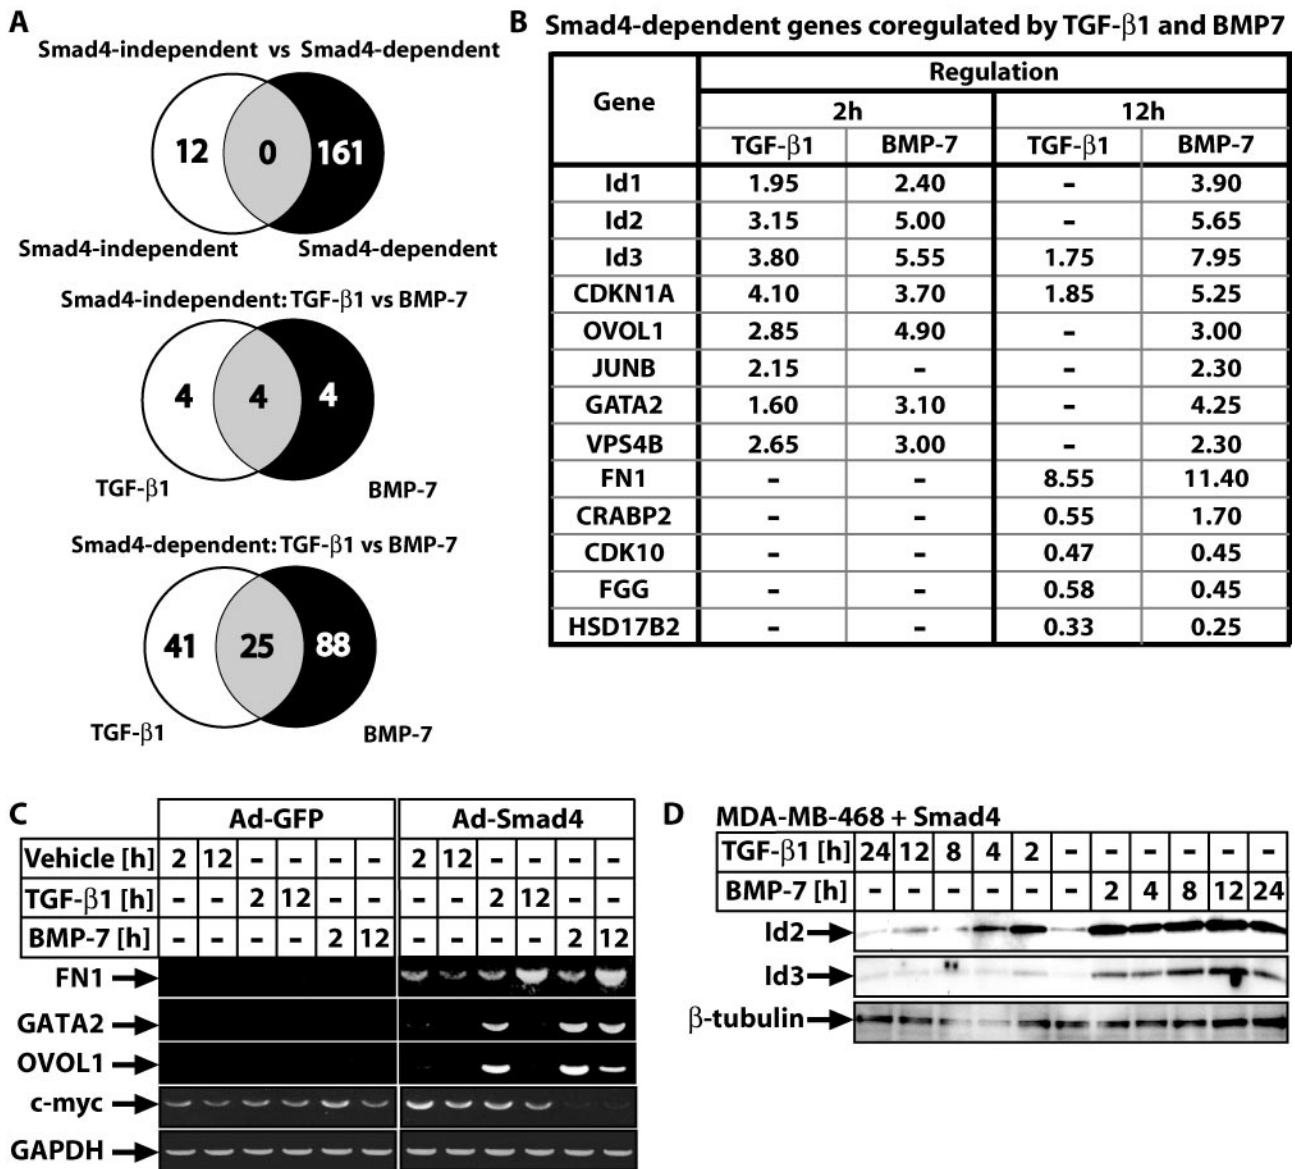 A
Smad4-independent vs Smad4-dependent
12 0 161
Smad4-independent Smad4-dependent
Smad4-independent: TGF-β1 vs BMP-7
4 4 4
TGF-β1 BMP-7
Smad4-dependent: TGF-β1 vs BMP-7
41 25 88
TGF-β1 BMP-7
B Smad4-dependent genes coregulated by TGF-β1 and BMP7
Gene Regulation
2h 12h
TGF-β1 BMP-7 TGF-β1 BMP-7
Id1 1.95 2.40 - 3.90
Id2 3.15 5.00 - 5.65
Id3 3.80 5.55 1.75 7.95
CDKN1A 4.10 3.70 1.85 5.25
OVOL1 2.85 4.90 - 3.00
JUNB 2.15 - - 2.30
GATA2 1.60 3.10 - 4.25
VPS4B 2.65 3.00 - 2.30
FN1 - - 8.55 11.40
CRABP2 - - 0.55 1.70
CDK10 - - 0.47 0.45
FGG - - 0.58 0.45
HSD17B2 - - 0.33 0.25
C
Ad-GFP Ad-Smad4
Vehicle [h] 2 12 - - - - 2 12 - - - -
TGF-β1 [h] - - 2 12 - - - - 2 12 - -
BMP-7 [h] - - - - 2 12 - - - - 2 12
FN1
GATA2
OVOL1
c-myc
GAPDH
D MDA-MB-468 + Smad4
TGF-β1 [h] 24 12 8 4 2 - - - - - -
BMP-7 [h] - - - - - - 2 4 8 12 24
Id2
Id3
β-tubulin